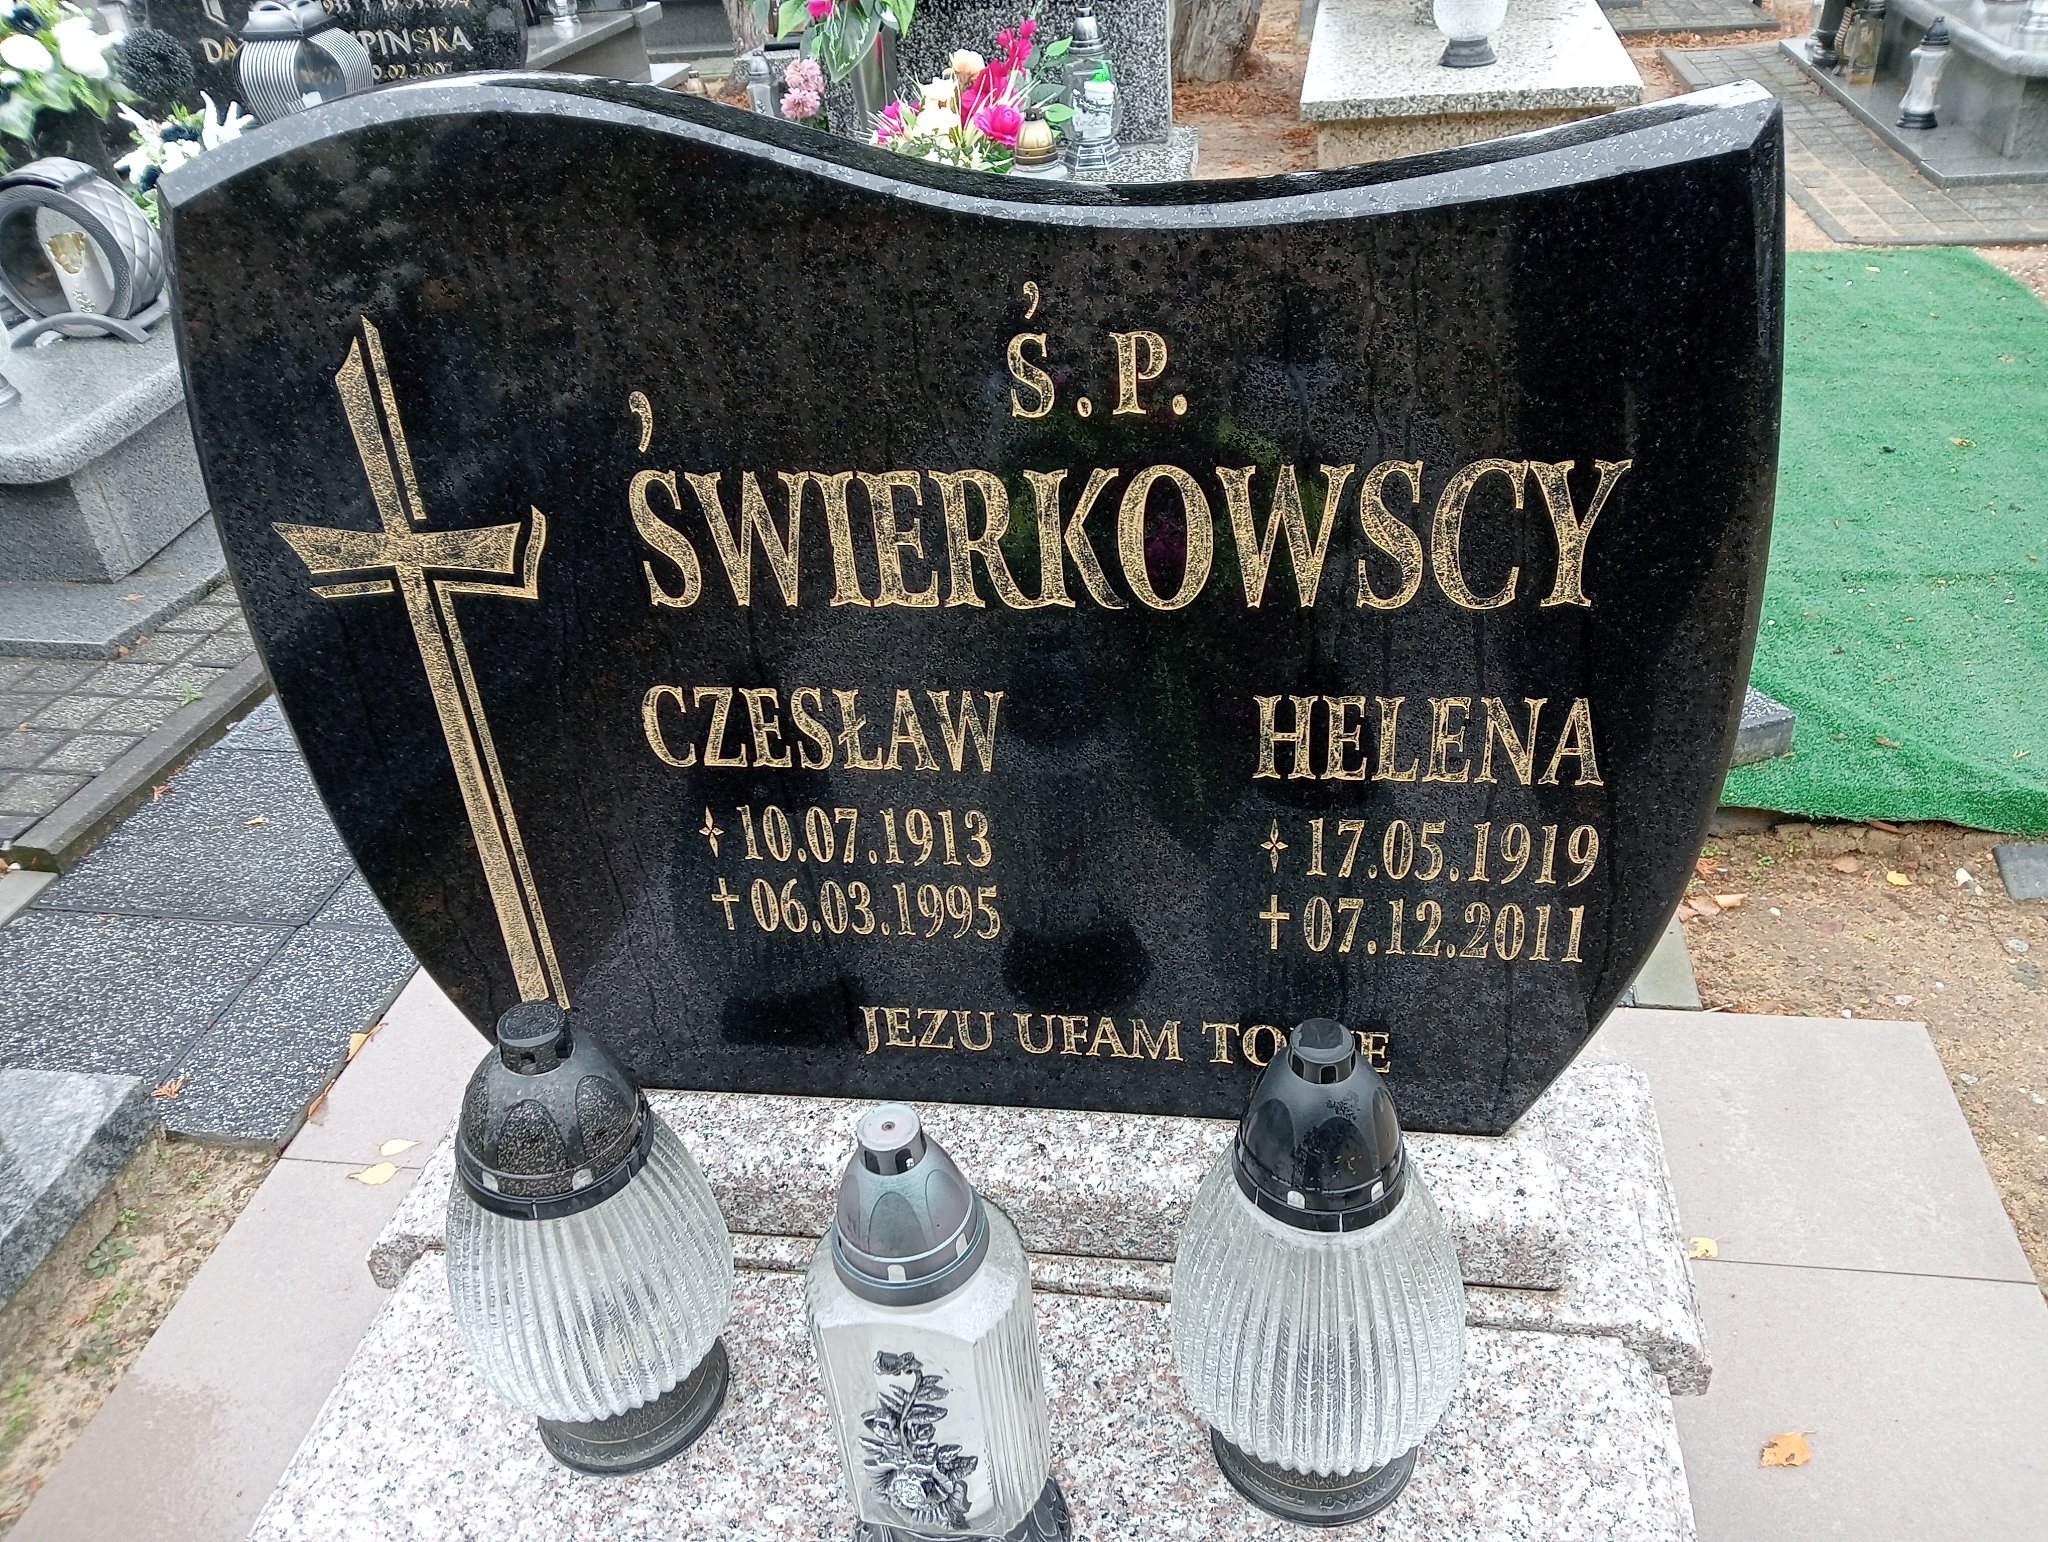 Ś.P.
ŚWIERKOWSCY
CZESŁAW
10.07.1913
06.03.1995
HELENA
17.05.1919
07.12.2011
JEZU UFAM